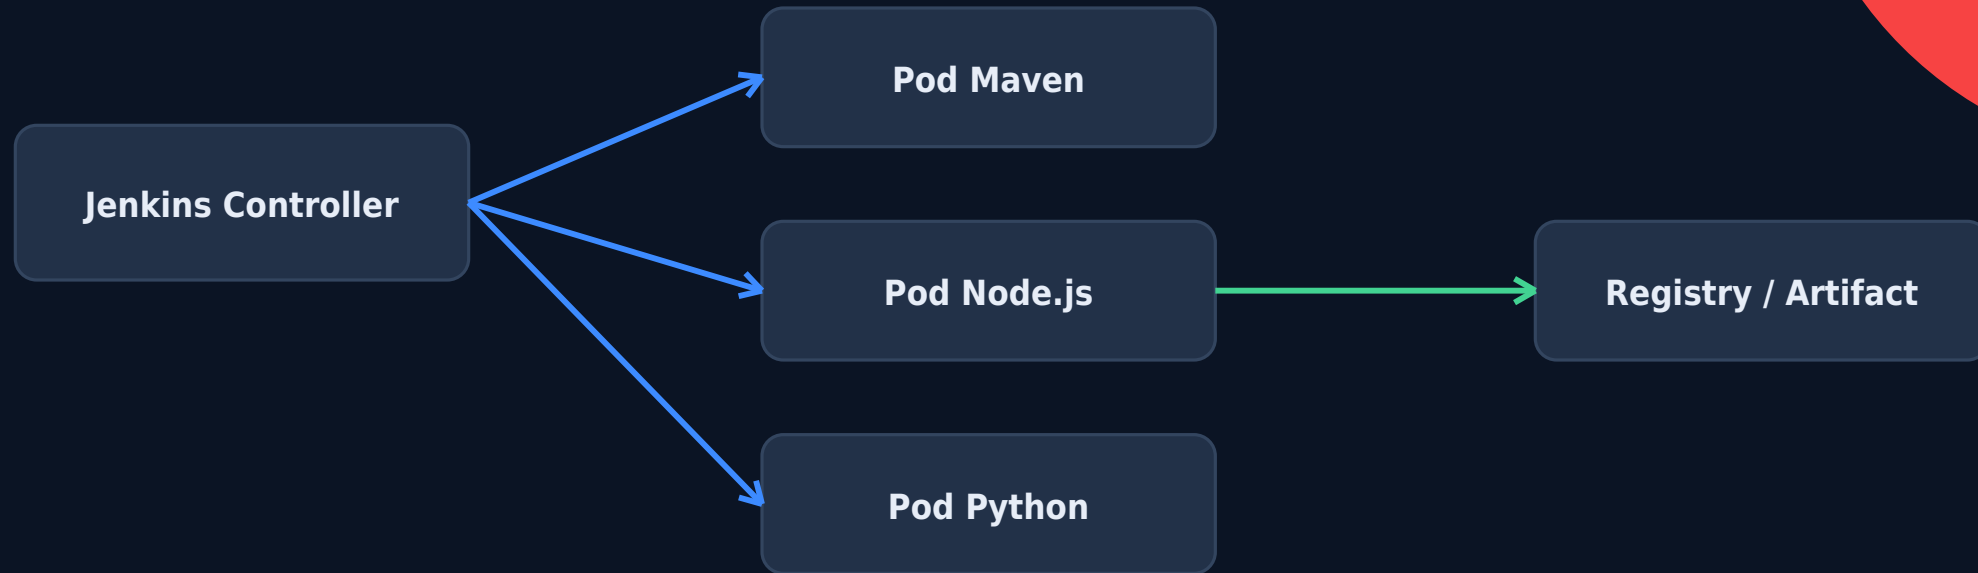 Jenkins Controller
Pod Maven
Pod Node.js
Registry / Artifact
Pod Python